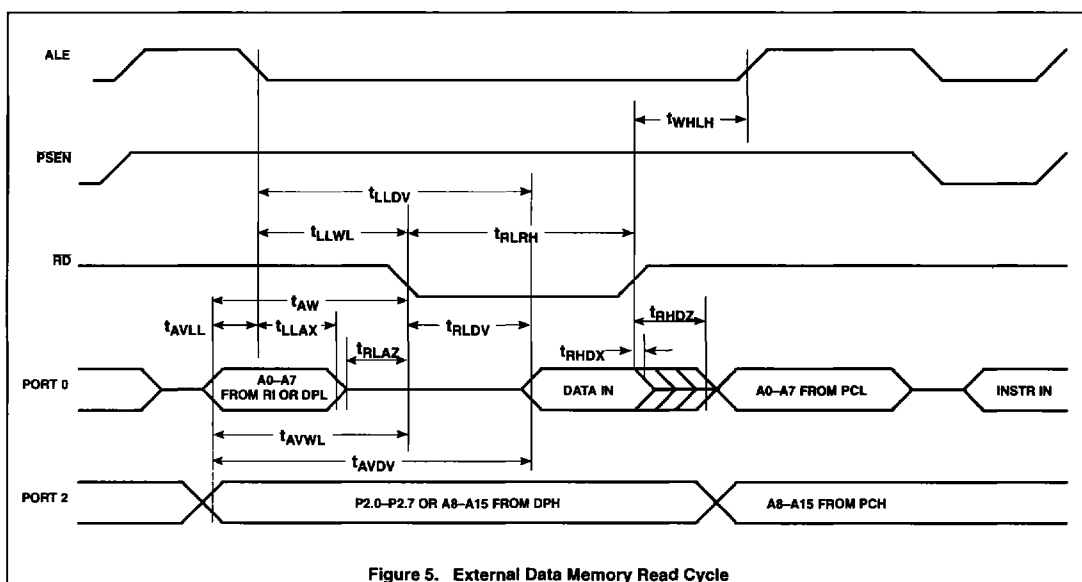 ALE
tWHLH
PSEN
tLLDV
tLLWL
tRLRH
RD
tAW
tAVLL
tLLAX
tRLDV
tRHDZ
tRLAZ
tRHDX
PORT 0
A0–A7
FROM RI OR DPL
DATA IN
A0–A7 FROM PCL
INSTR IN
tAVWL
tAVDV
PORT 2
P2.0–P2.7 OR A8–A15 FROM DPH
A8–A15 FROM PCH
Figure 5. External Data Memory Read Cycle